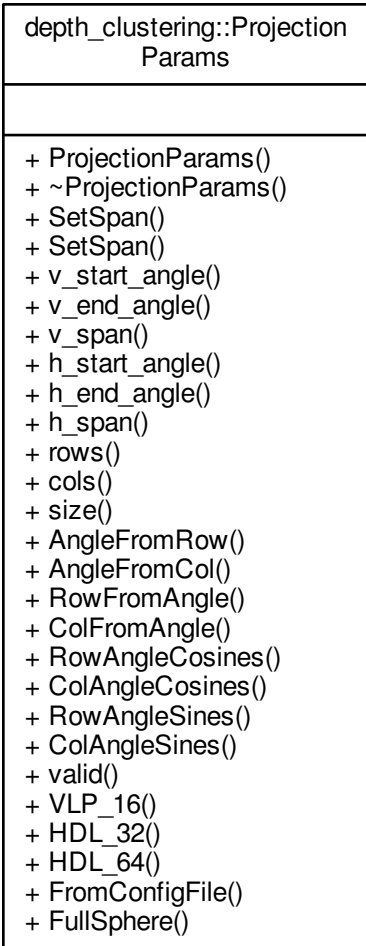 depth_clustering::Projection
Params
+ ProjectionParams()
+ ~ProjectionParams()
+ SetSpan()
+ SetSpan()
+ v_start_angle()
+ v_end_angle()
+ v_span()
+ h_start_angle()
+ h_end_angle()
+ h_span()
+ rows()
+ cols()
+ size()
+ AngleFromRow()
+ AngleFromCol()
+ RowFromAngle()
+ ColFromAngle()
+ RowAngleCosines()
+ ColAngleCosines()
+ RowAngleSines()
+ ColAngleSines()
+ valid()
+ VLP_16()
+ HDL_32()
+ HDL_64()
+ FromConfigFile()
+ FullSphere()